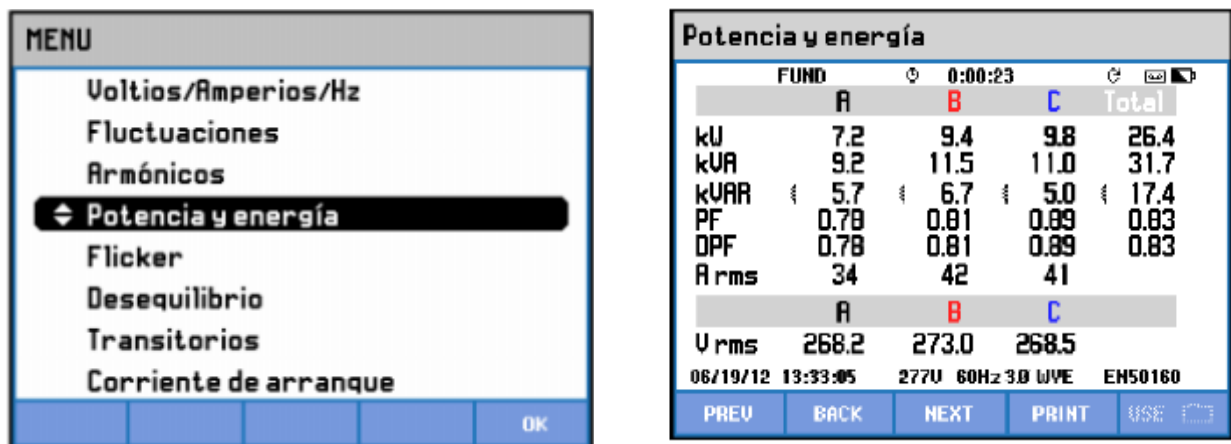 MENU
Voltios/Amperios/Hz
Fluctuaciones
Armónicos
Potencia y energía
Flicker
Desequilibrio
Transitorios
Corriente de arranque
OK
Potencia y energía
FUND 0:00:23
A B C Total
kW 7.2 9.4 9.8 26.4
kVA 9.2 11.5 11.0 31.7
kVAR 5.7 6.7 5.0 17.4
PF 0.78 0.81 0.89 0.83
DPF 0.78 0.81 0.89 0.83
A rms 34 42 41
A B C
V rms 268.2 273.0 268.5
06/19/12 13:33:05 277V 60Hz 3Ø WYE EN50160
PREV BACK NEXT PRINT USE